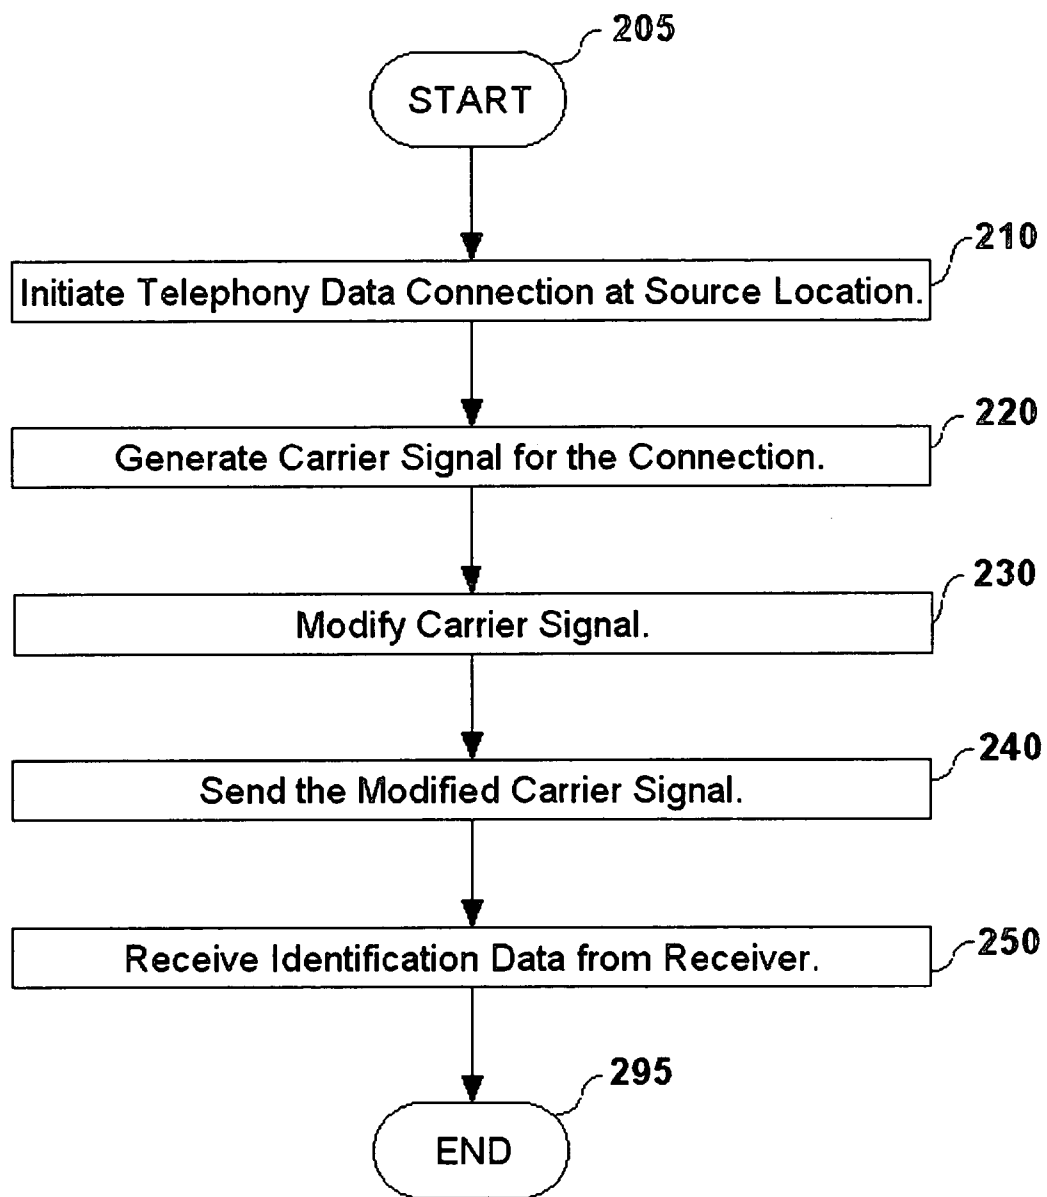 205
START
210
Initiate Telephony Data Connection at Source Location.
220
Generate Carrier Signal for the Connection.
230
Modify Carrier Signal.
240
Send the Modified Carrier Signal.
250
Receive Identification Data from Receiver.
295
END